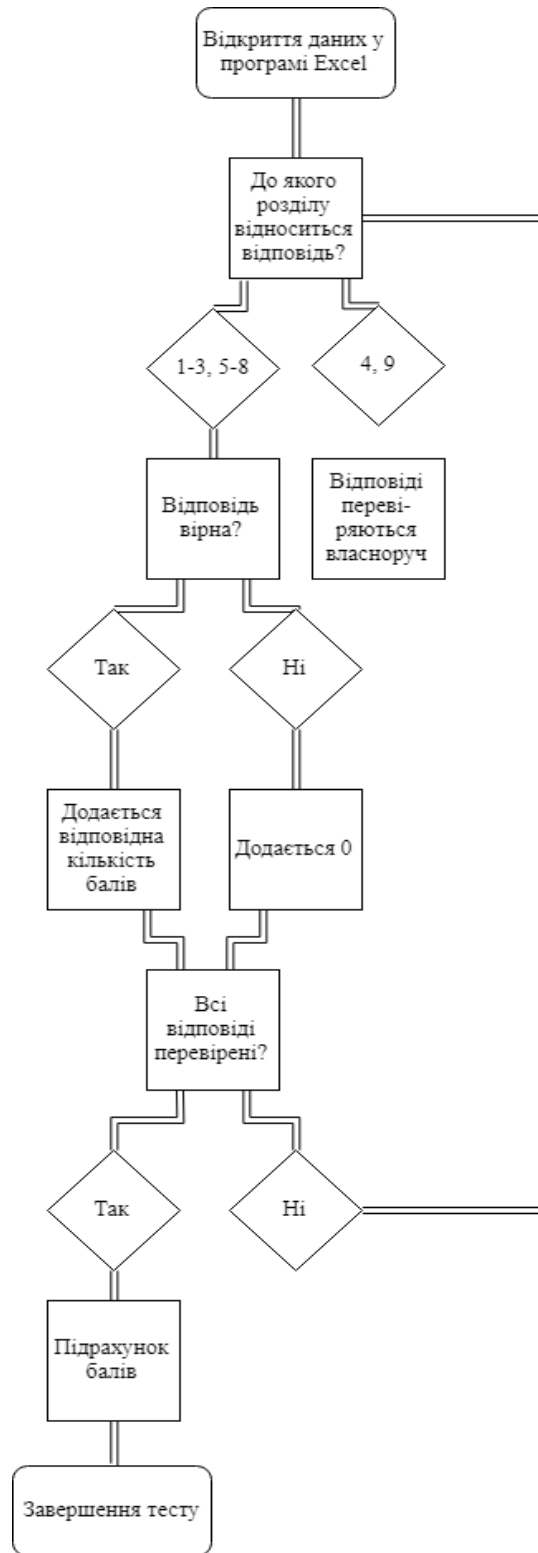 Відкриття даних у
програмі Excel
До якого
розділу
відноситься
відповідь?
1-3, 5-8
4, 9
Відповідь
вірна?
Відповіді
переві-
ряються
власноруч
Так
Ні
Додається
відповідна
кількість
балів
Додається 0
Всі
відповіді
перевірені?
Так
Ні
Підрахунок
балів
Завершення тесту